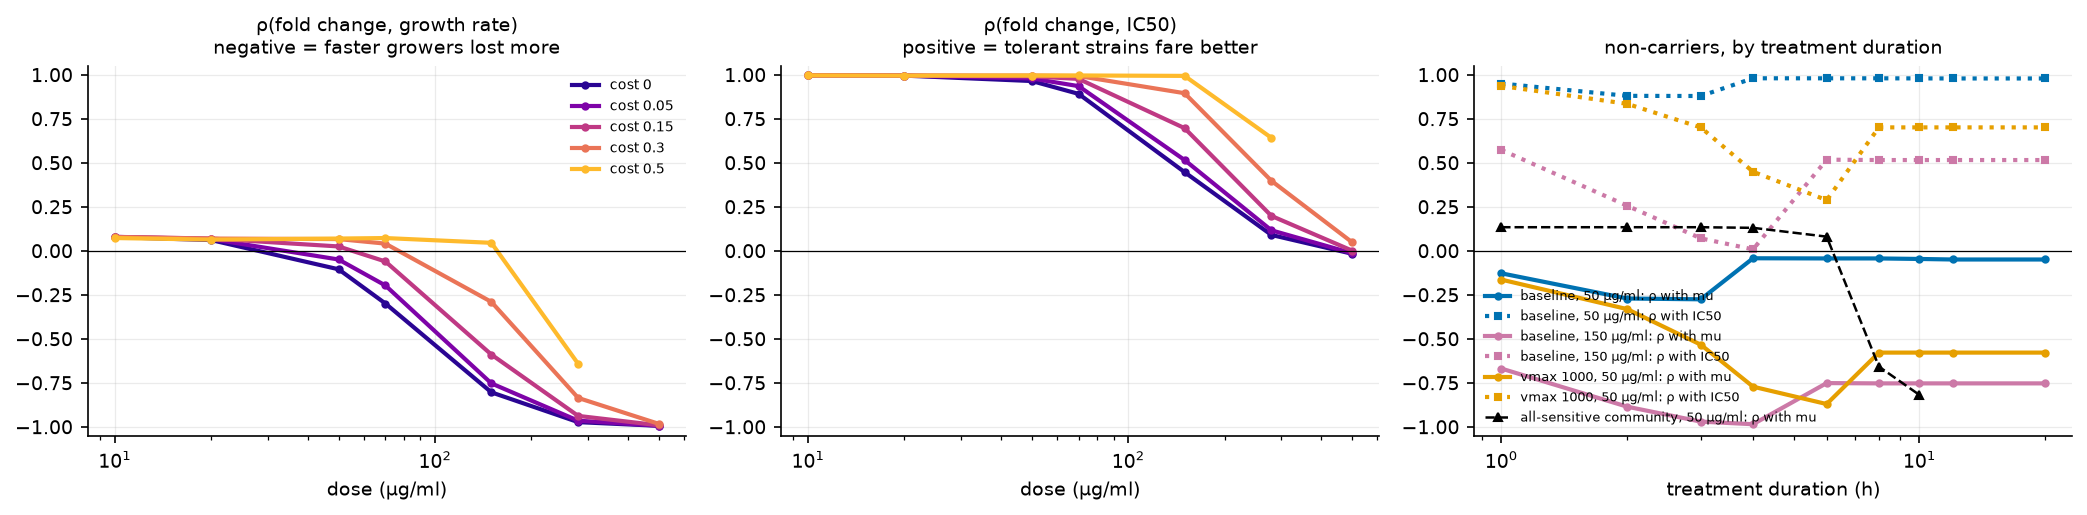 ρ(fold change, growth rate)
negative = faster growers lost more
1.00
0.75
0.50
0.25
0.00
−0.25
−0.50
−0.75
−1.00
cost 0
cost 0.05
cost 0.15
cost 0.3
cost 0.5
10¹
10²
dose (µg/ml)
ρ(fold change, IC50)
positive = tolerant strains fare better
1.00
0.75
0.50
0.25
0.00
−0.25
−0.50
−0.75
−1.00
10¹
10²
dose (µg/ml)
non-carriers, by treatment duration
1.00
0.75
0.50
0.25
0.00
−0.25
−0.50
−0.75
−1.00
baseline, 50 µg/ml: ρ with mu
baseline, 50 µg/ml: ρ with IC50
baseline, 150 µg/ml: ρ with mu
baseline, 150 µg/ml: ρ with IC50
vmax 1000, 50 µg/ml: ρ with mu
vmax 1000, 50 µg/ml: ρ with IC50
all-sensitive community, 50 µg/ml: ρ with mu
10⁰
10¹
treatment duration (h)